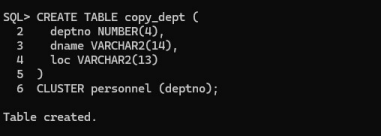 SQL> CREATE TABLE copy_dept (
  2    deptno NUMBER(4),
  3    dname VARCHAR2(14),
  4    loc VARCHAR2(13)
  5  )
  6  CLUSTER personnel (deptno);
Table created.